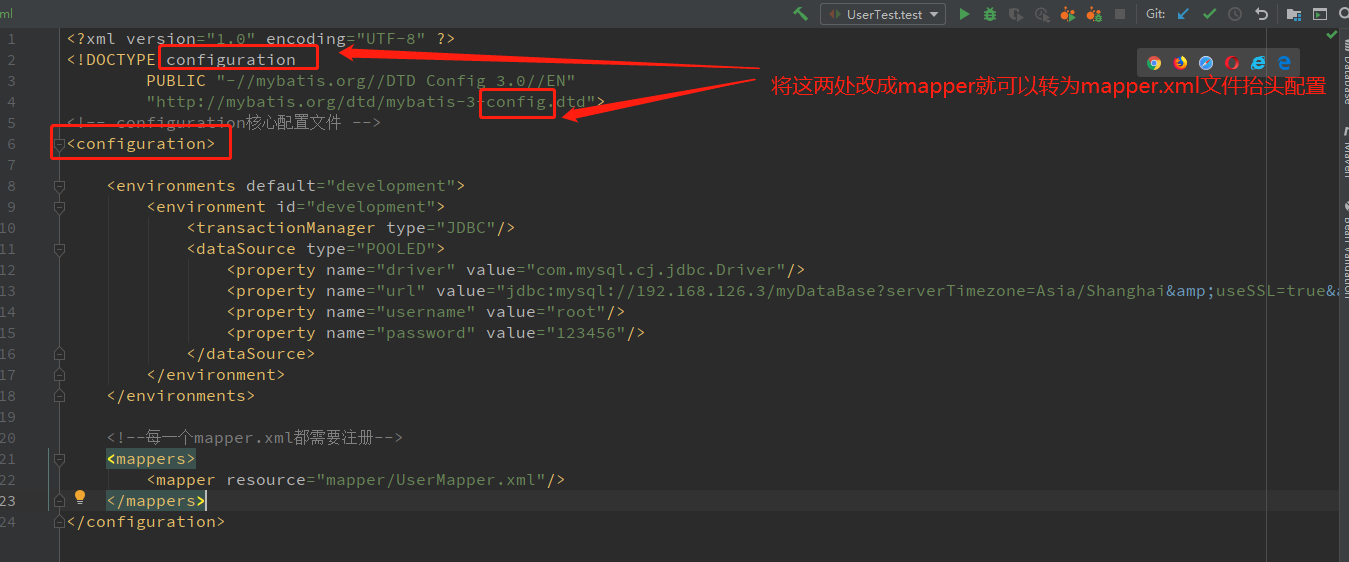 ml
UserTest.test
Git:
1 <?xml version="1.0" encoding="UTF-8" ?>
2 <!DOCTYPE configuration
3 PUBLIC "-//mybatis.org//DTD Config 3.0//EN"
4 "http://mybatis.org/dtd/mybatis-3-config.dtd">
将这两处改成mapper就可以转为mapper.xml文件抬头配置
5 <!-- configuration核心配置文件 -->
6 <configuration>
7
8 <environments default="development">
9 <environment id="development">
10 <transactionManager type="JDBC"/>
11 <dataSource type="POOLED">
12 <property name="driver" value="com.mysql.cj.jdbc.Driver"/>
13 <property name="url" value="jdbc:mysql://192.168.126.3/myDataBase?serverTimezone=Asia/Shanghai&amp;useSSL=true&a
14 <property name="username" value="root"/>
15 <property name="password" value="123456"/>
16 </dataSource>
17 </environment>
18 </environments>
19
20 <!--每一个mapper.xml都需要注册-->
21 <mappers>
22 <mapper resource="mapper/UserMapper.xml"/>
23 </mappers>
24 </configuration>
Database
Maven
Bean Validation